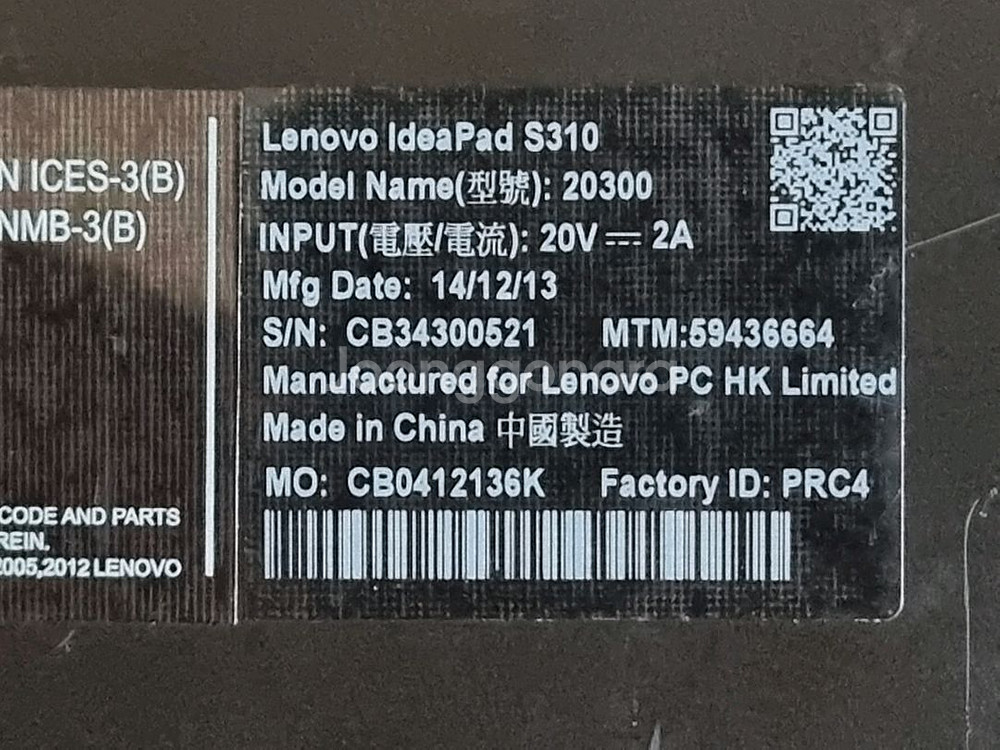 N ICES-3(B)
NMB-3(B)
CODE AND PARTS
REIN.
2005,2012 LENOVO
Lenovo IdeaPad S310
Model Name(型號): 20300
INPUT(電壓/電流): 20V ⎓ 2A
Mfg Date: 14/12/13
S/N: CB34300521 MTM:59436664
joonggonara
Manufactured for Lenovo PC HK Limited
Made in China 中國製造
MO: CB0412136K Factory ID: PRC4